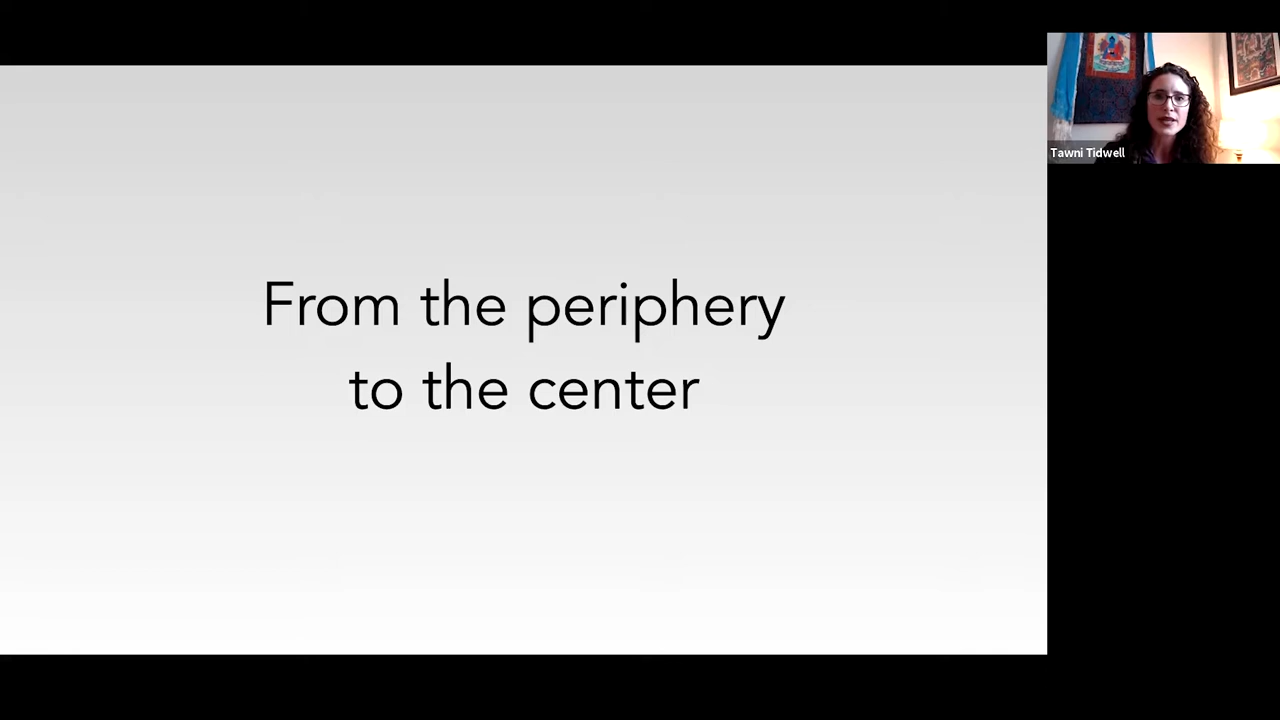 From the periphery
to the center
Tawni Tidwell